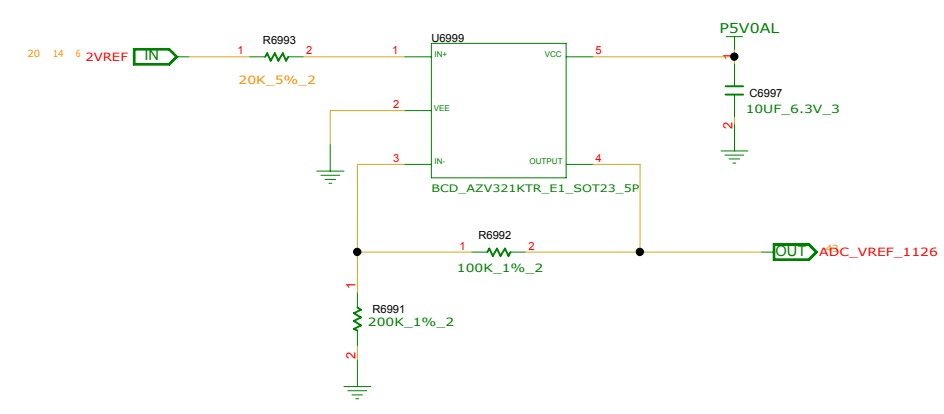 P5V0AL
R6993
U6999
20 14 6 2VREF IN
1 2 1 IN+ VCC 5 1
20K_5%_2
C6997
10UF_6.3V_3
2 VEE 2
3 IN- OUTPUT 4
BCD_AZV321KTR_E1_SOT23_5P
R6992
1 2 OUT ADC_VREF_1126
100K_1%_2
1
R6991
200K_1%_2
2